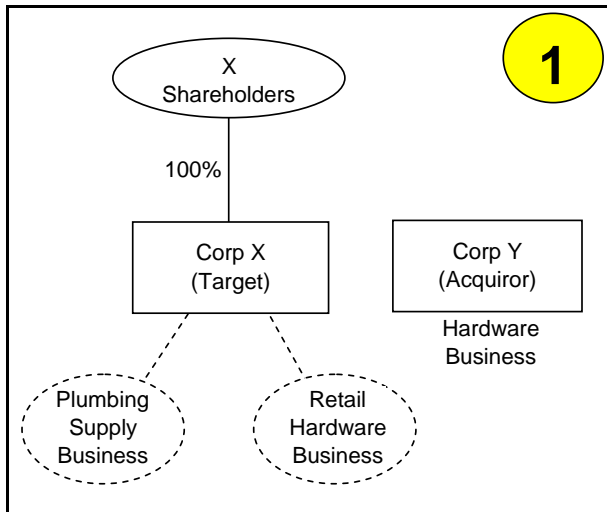 1
X
Shareholders
100%
Corp X
(Target)
Corp Y
(Acquiror)
Hardware
Business
Plumbing
Supply
Business
Retail
Hardware
Business